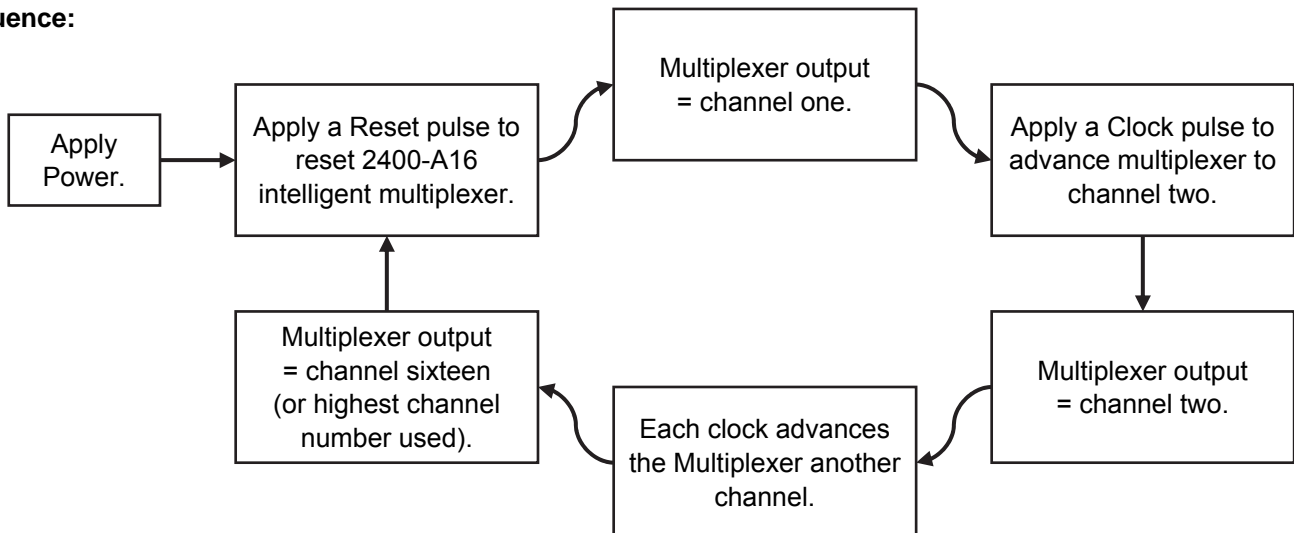 uence:
Apply
Power.
Apply a Reset pulse to
reset 2400-A16
intelligent multiplexer.
Multiplexer output
= channel one.
Apply a Clock pulse to
advance multiplexer to
channel two.
Multiplexer output
= channel two.
Each clock advances
the Multiplexer another
channel.
Multiplexer output
= channel sixteen
(or highest channel
number used).